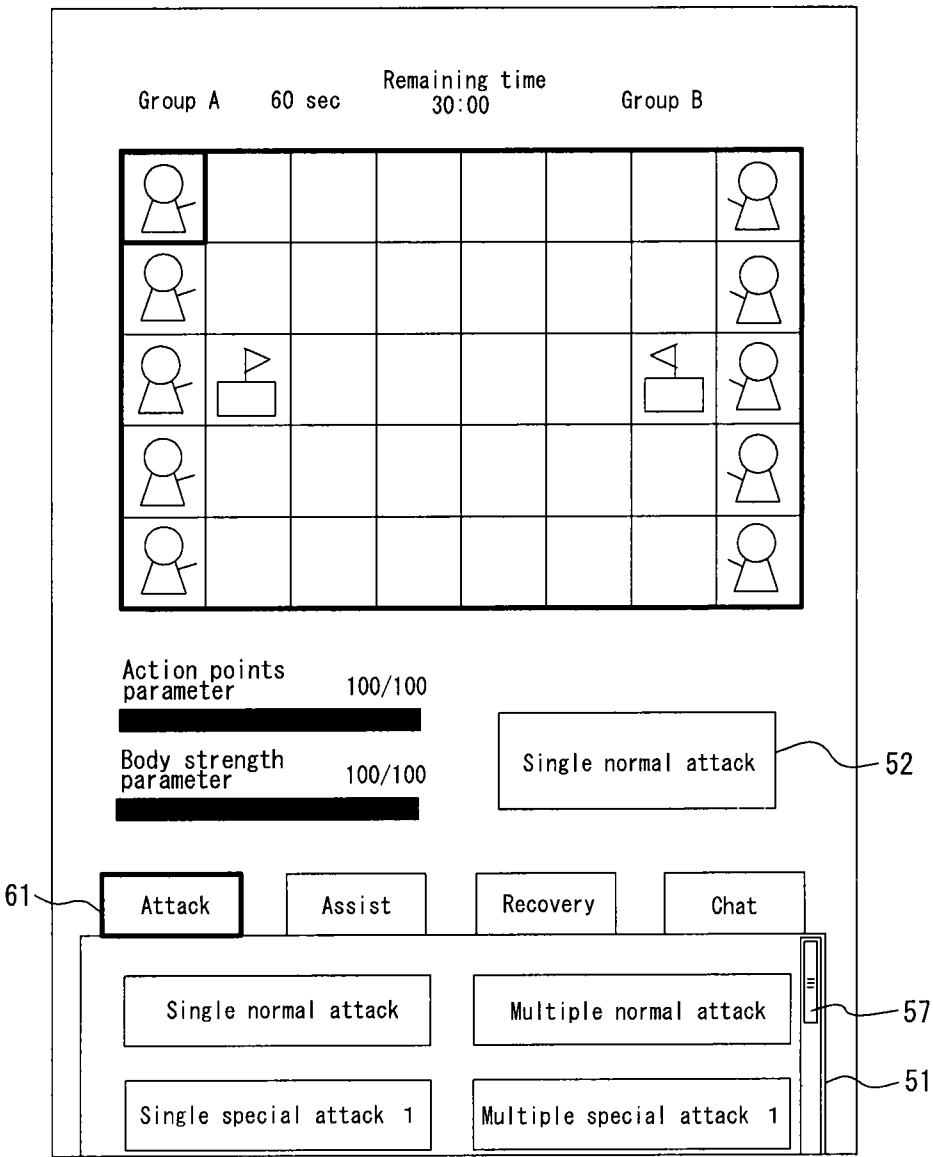 Remaining time
Group A 60 sec 30:00 Group B
Action points
parameter 100/100
Body strength
parameter 100/100
Single normal attack 52
61 Attack Assist Recovery Chat
Single normal attack Multiple normal attack 57
Single special attack 1 Multiple special attack 1 51